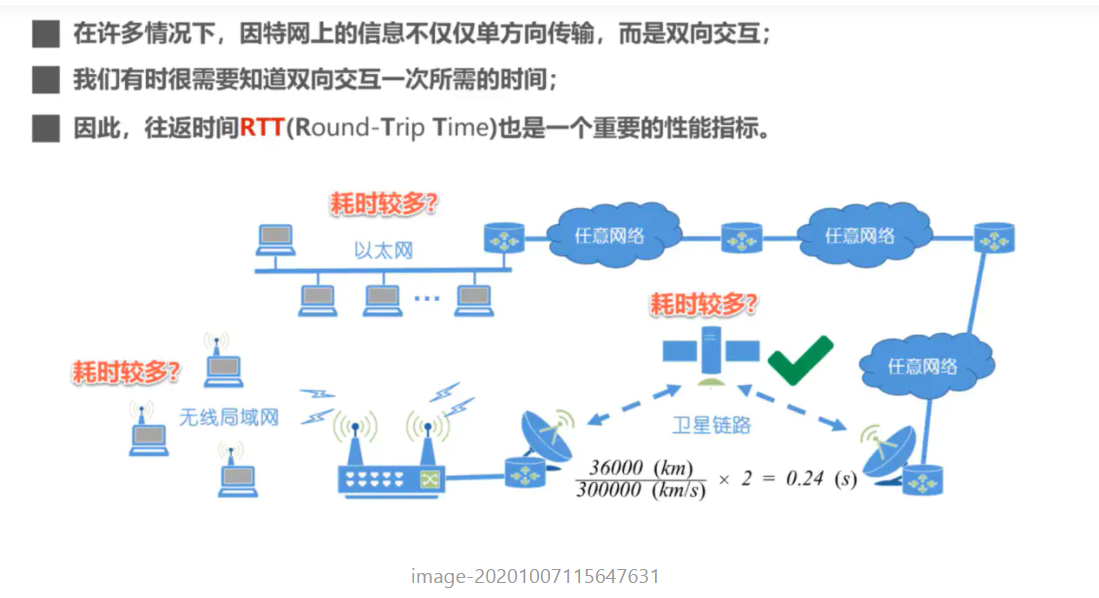 在许多情况下，因特网上的信息不仅仅单方向传输，而是双向交互；
我们有时很需要知道双向交互一次所需的时间；
因此，往返时间RTT(Round-Trip Time)也是一个重要的性能指标。
耗时较多?
以太网
任意网络
任意网络
耗时较多?
耗时较多?
任意网络
无线局域网
卫星链路
36000 (km)
300000 (km/s)
× 2 = 0.24 (s)
image-20201007115647631